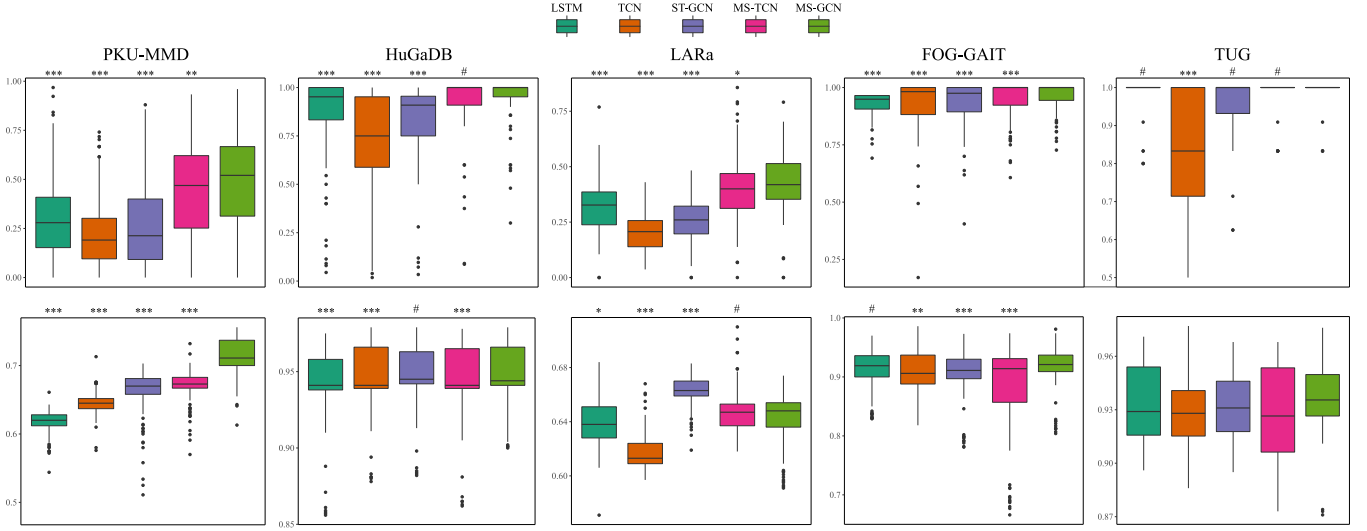 LSTM TCN ST-GCN MS-TCN MS-GCN
PKU-MMD HuGaDB LARa FOG-GAIT TUG
*** *** *** ** *** *** *** # *** *** *** * *** *** *** *** # *** # #
1.00 0.75 0.50 0.25 0.00
1.00 0.75 0.50 0.25 0.00
0.75 0.50 0.25 0.00
1.00 0.75 0.50 0.25
1.0 0.9 0.8 0.7 0.6 0.5
*** *** *** *** *** *** # *** * *** *** # # ** *** ***
0.7 0.6 0.5
0.95 0.90 0.85
0.68 0.64 0.60
1.0 0.9 0.8 0.7
0.96 0.93 0.90 0.87